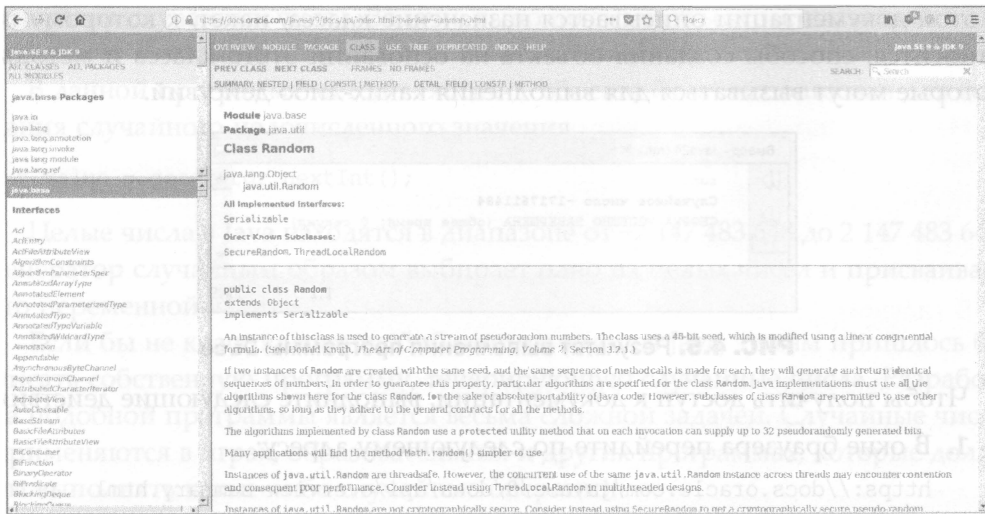 https://docs.oracle.com/javase/9/docs/api/index.html?overview-summary.html
Java SE 9 & JDK 9
ALL CLASSES ALL PACKAGES
ALL MODULES
java.base Packages
java.io
java.lang
java.lang.annotation
java.lang.invoke
java.lang.module
java.lang.ref
java.base
Interfaces
Acl
AclEntry
AclFileAttributeView
AlgorithmConstraints
AlgorithmParameterSpec
AnnotatedArrayType
AnnotatedElement
AnnotatedParameterizedType
AnnotatedType
AnnotatedTypeVariable
AnnotatedWildcardType
Annotation
Appendable
AsynchronousByteChannel
AsynchronousChannel
AttributedCharacterIterator
AttributeView
AutoCloseable
BaseStream
BasicFileAttributes
BasicFileAttributeView
BiConsumer
BiFunction
BinaryOperator
BiPredicate
BlockingDeque
OVERVIEW MODULE PACKAGE CLASS USE TREE DEPRECATED INDEX HELP
Java SE 9 & JDK 9
PREV CLASS NEXT CLASS FRAMES NO FRAMES
SEARCH: Search
SUMMARY: NESTED | FIELD | CONSTR | METHOD DETAIL: FIELD | CONSTR | METHOD
Module java.base
Package java.util
Class Random
java.lang.Object
java.util.Random
All Implemented Interfaces:
Serializable
Direct Known Subclasses:
SecureRandom, ThreadLocalRandom
public class Random
extends Object
implements Serializable
An instance of this class is used to generate a stream of pseudorandom numbers. The class uses a 48-bit seed, which is modified using a linear congruential
formula. (see Donald Knuth, The Art of Computer Programming, Volume 2, Section 3.2.1.)
If two instances of Random are created with the same seed, and the same sequence of method calls is made for each, they will generate and return identical
sequences of numbers. In order to guarantee this property, particular algorithms are specified for the class Random. Java implementations must use all the
algorithms shown here for the class Random, for the sake of absolute portability of Java code. However, subclasses of class Random are permitted to use other
algorithms, so long as they adhere to the general contracts for all the methods.
The algorithms implemented by class Random use a protected utility method that on each invocation can supply up to 32 pseudorandomly generated bits.
Many applications will find the method Math.random() simpler to use.
Instances of java.util.Random are threadsafe. However, the concurrent use of the same java.util.Random instance across threads may encounter contention
and consequent poor performance. Consider instead using ThreadLocalRandom in multithreaded designs.
Instances of java.util.Random are not cryptographically secure. Consider instead using SecureRandom to get a cryptographically secure pseudo-random